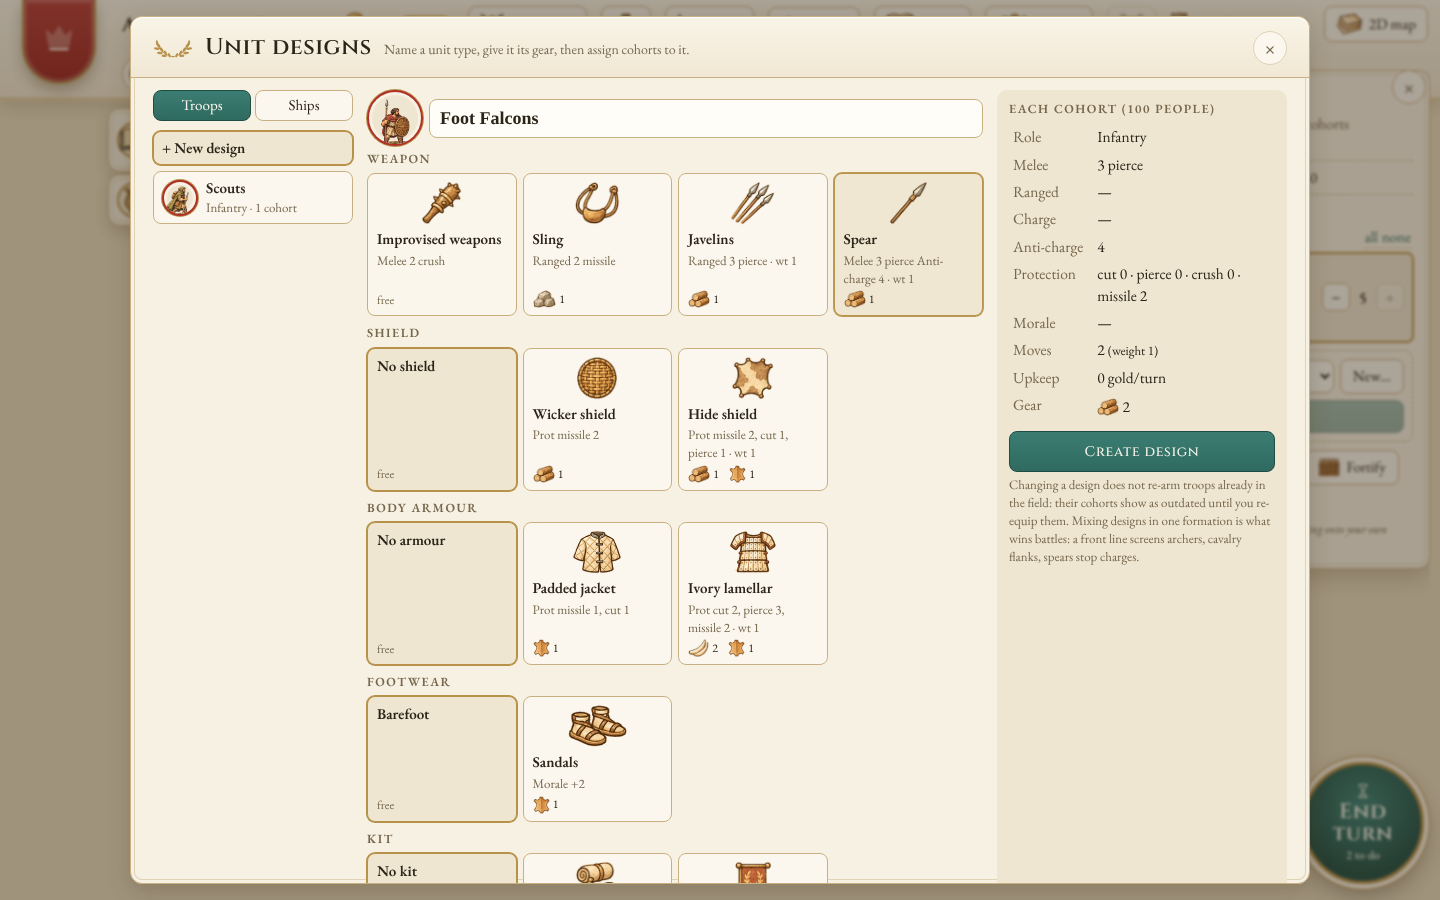 Unit designs Name a unit type, give it its gear, then assign cohorts to it.
×
2D map
×
Troops Ships
+ New design
Scouts
Infantry · 1 cohort
Foot Falcons
WEAPON
Improvised weapons
Melee 2 crush
free
Sling
Ranged 2 missile
1
Javelins
Ranged 3 pierce · wt 1
1
Spear
Melee 3 pierce Anti-
charge 4 · wt 1
1
SHIELD
No shield
free
Wicker shield
Prot missile 2
1
Hide shield
Prot missile 2, cut 1,
pierce 1 · wt 1
1 1
BODY ARMOUR
No armour
free
Padded jacket
Prot missile 1, cut 1
1
Ivory lamellar
Prot cut 2, pierce 3,
missile 2 · wt 1
2 1
FOOTWEAR
Barefoot
free
Sandals
Morale +2
1
KIT
No kit
EACH COHORT (100 PEOPLE)
Role Infantry
Melee 3 pierce
Ranged —
Charge —
Anti-charge 4
Protection cut 0 · pierce 0 · crush 0 ·
missile 2
Morale —
Moves 2 (weight 1)
Upkeep 0 gold/turn
Gear 2
Create design
Changing a design does not re-arm troops already in
the field: their cohorts show as outdated until you re-
equip them. Mixing designs in one formation is what
wins battles: a front line screens archers, cavalry
flanks, spears stop charges.
all none
− 5 +
New...
Fortify
End
turn
2 to do